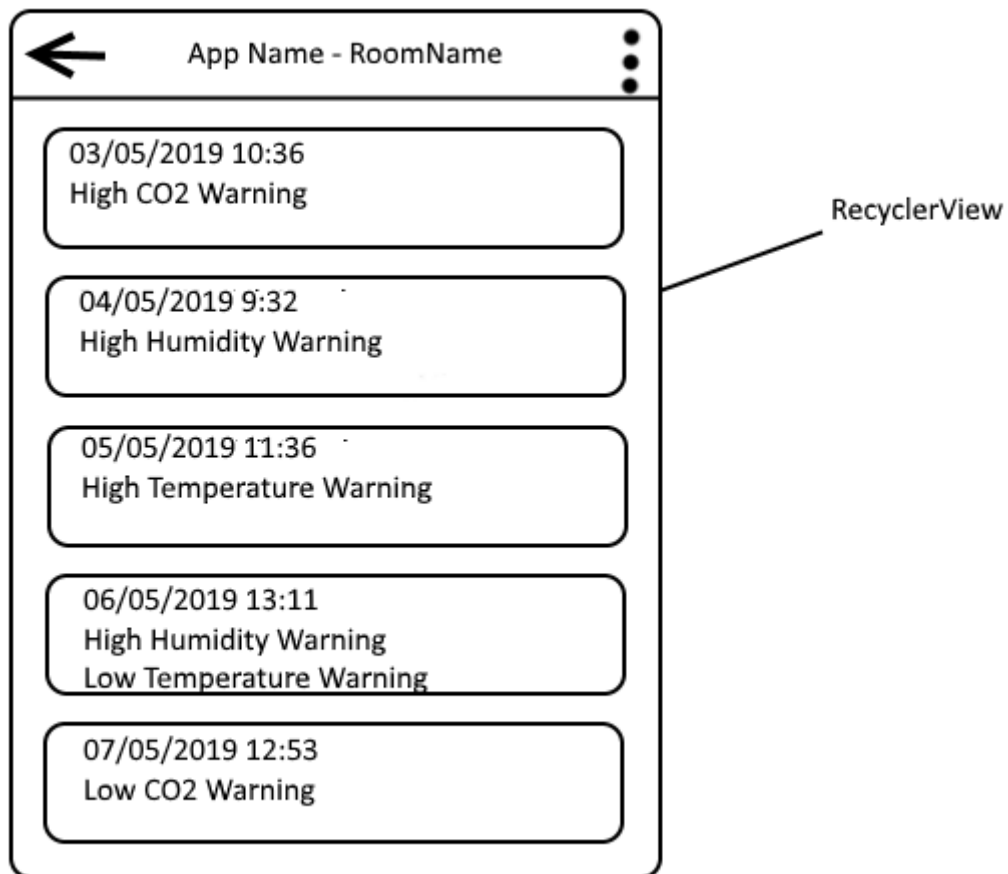 App Name - RoomName
03/05/2019 10:36
High CO2 Warning
RecyclerView
04/05/2019 9:32
High Humidity Warning
05/05/2019 11:36
High Temperature Warning
06/05/2019 13:11
High Humidity Warning
Low Temperature Warning
07/05/2019 12:53
Low CO2 Warning